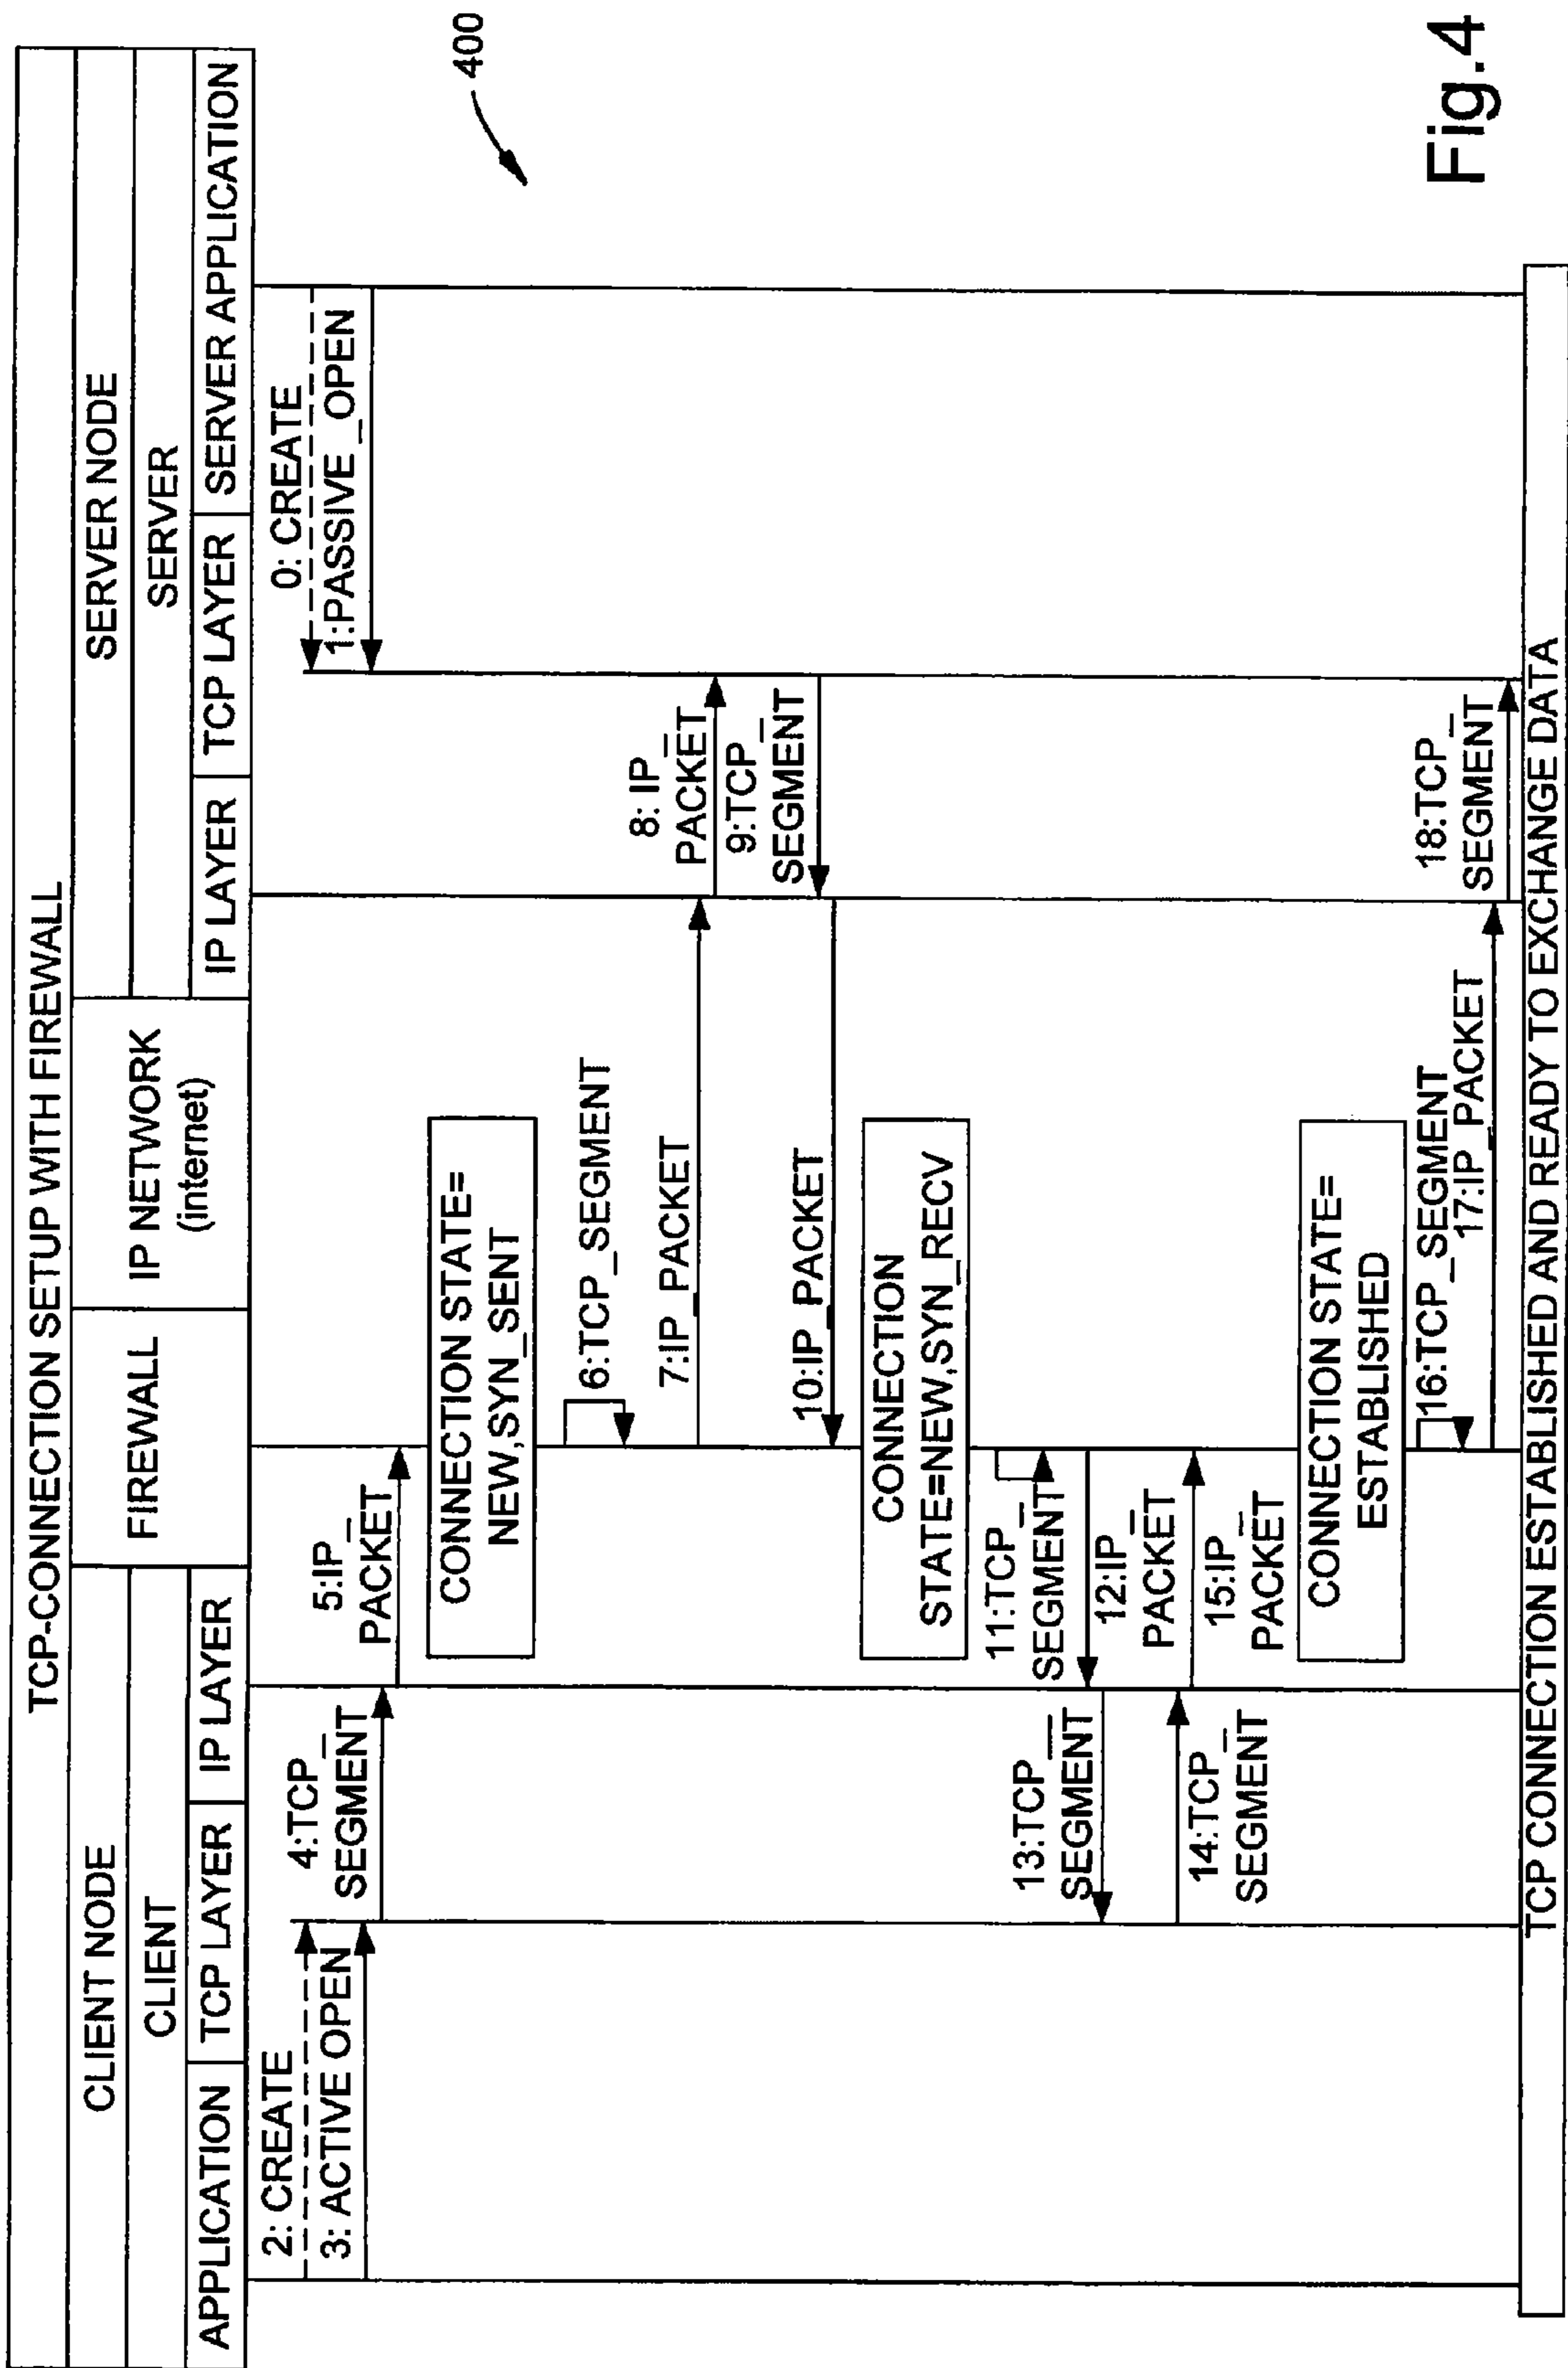 TCP-CONNECTION SETUP WITH FIREWALL
CLIENT NODE
FIREWALL
IP NETWORK
(internet)
SERVER NODE
CLIENT
SERVER
APPLICATION
TCP LAYER
IP LAYER
IP LAYER
TCP LAYER
SERVER APPLICATION
0: CREATE
1:PASSIVE_OPEN
2: CREATE
3: ACTIVE OPEN
4:TCP_
SEGMENT
5:IP_
PACKET
CONNECTION STATE=
NEW,SYN_SENT
6:TCP_SEGMENT
7:IP_PACKET
8: IP_
PACKET
9:TCP_
SEGMENT
10:IP_PACKET
CONNECTION
STATE=NEW,SYN_RECV
11:TCP_
SEGMENT
12:IP_
PACKET
13:TCP_
SEGMENT
14:TCP_
SEGMENT
15:IP_
PACKET
CONNECTION STATE=
ESTABLISHED
16:TCP_SEGMENT
17:IP_PACKET
18:TCP_
SEGMENT
TCP CONNECTION ESTABLISHED AND READY TO EXCHANGE DATA
400
Fig.4